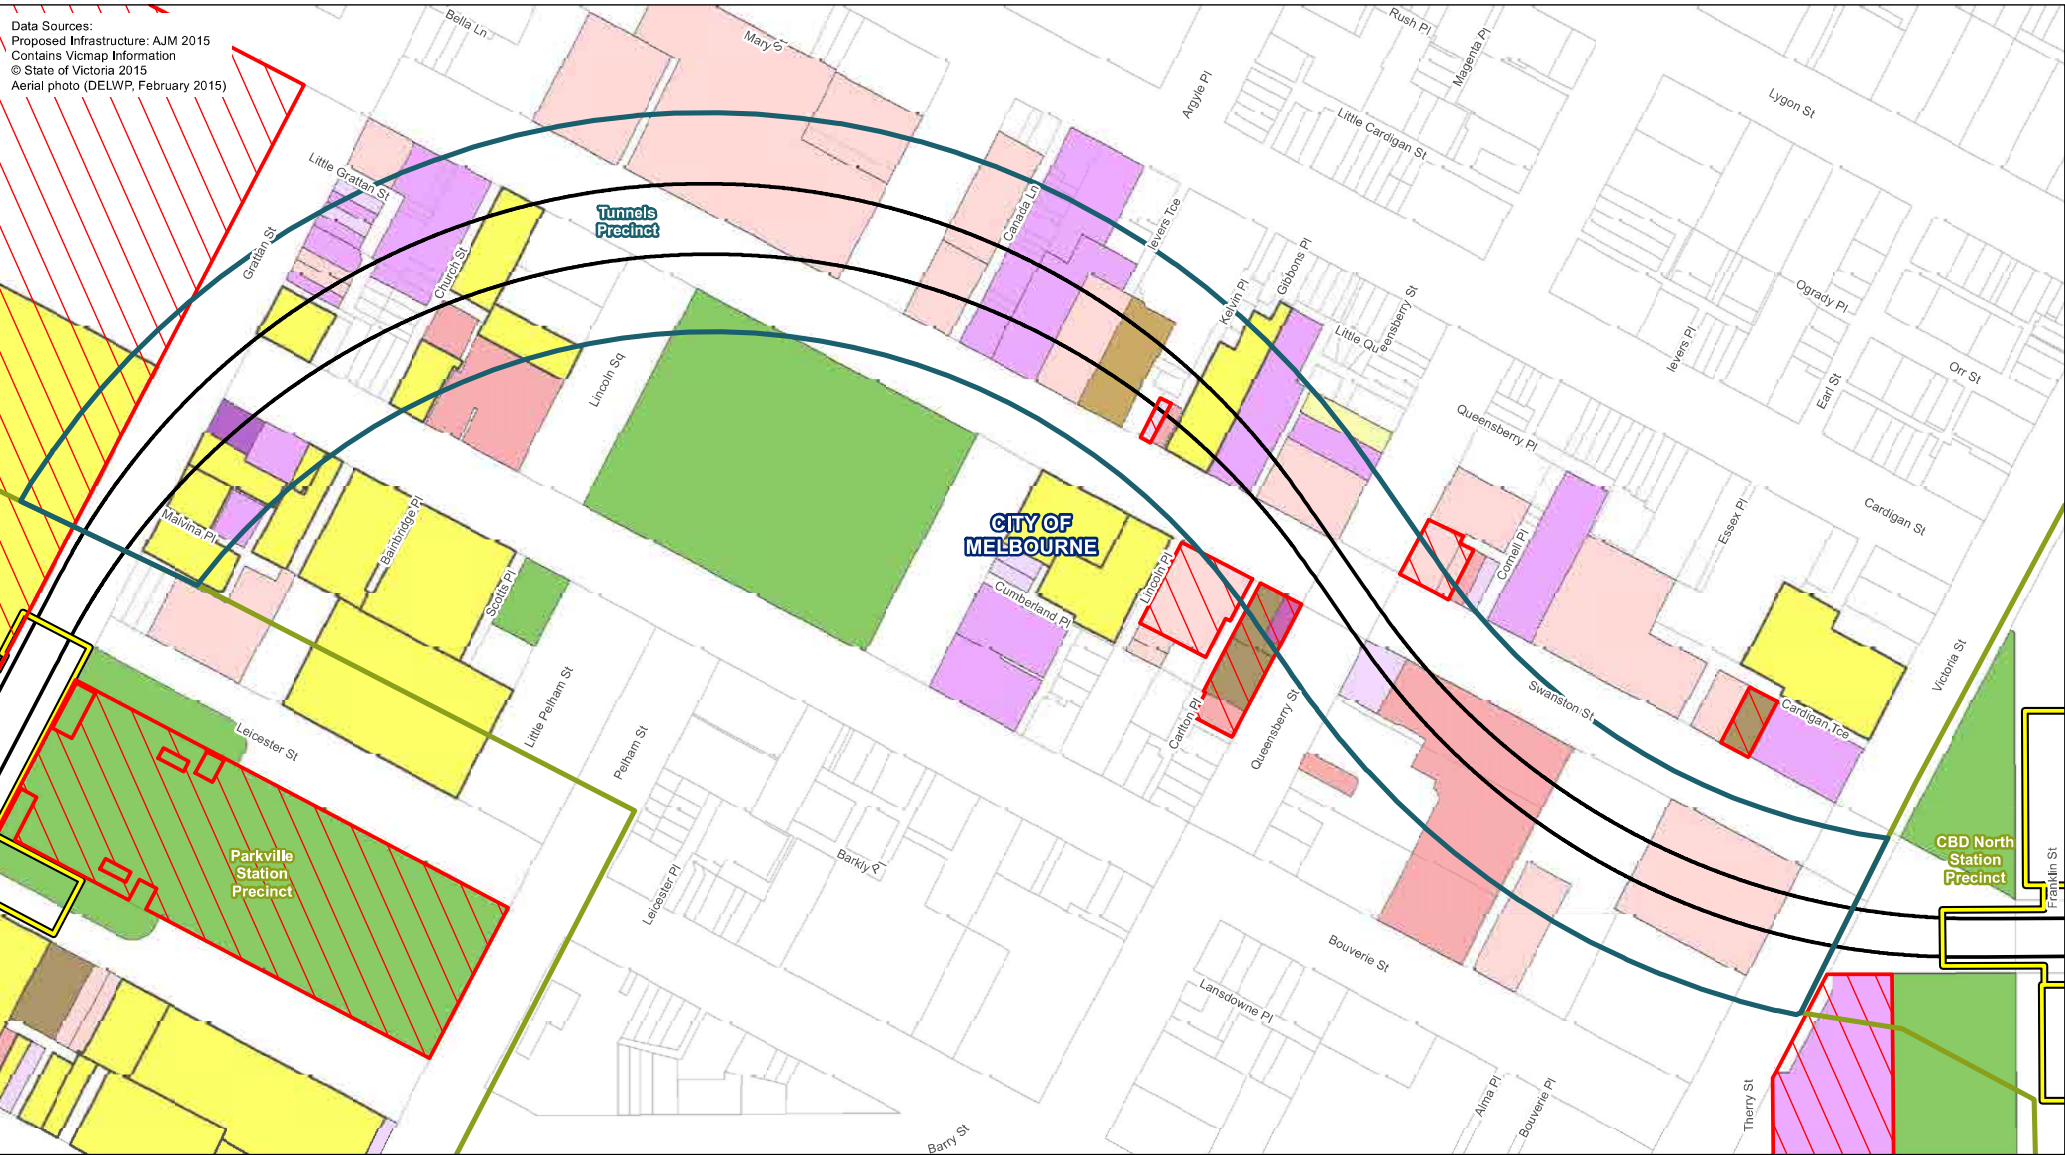 Data Sources:
Proposed Infrastructure: AJM 2015
Contains Vicmap Information
© State of Victoria 2015
Aerial photo (DELWP, February 2015)
Bella Ln
Mary St
Rush Pl
Magenta Pl
Argyle Pl
Lygon St
Little Cardigan St
Little Grattan St
Grattan St
Church St
Tunnels
Precinct
Canada Ln
Ievers Tce
Kelvin Pl
Gibbons Pl
Little Queensberry St
Ogrady Pl
Ievers Pl
Orr St
Earl St
Lincoln Sq
Queensberry Pl
Cardigan St
Essex Pl
Malvina Pl
Bainbridge Pl
Scotts Pl
CITY OF
MELBOURNE
Cumberland Pl
Lincoln Pl
Cornell Pl
Victoria St
Swanston St
Cardigan Tce
Leicester St
Little Pelham St
Pelham St
Carlton Pl
Queensberry St
Parkville
Station
Precinct
Leicester Pl
Barkly Pl
CBD North
Station
Precinct
Franklin St
Bouverie St
Lansdowne Pl
Alma Pl
Bouverie Pl
Therry St
Barry St